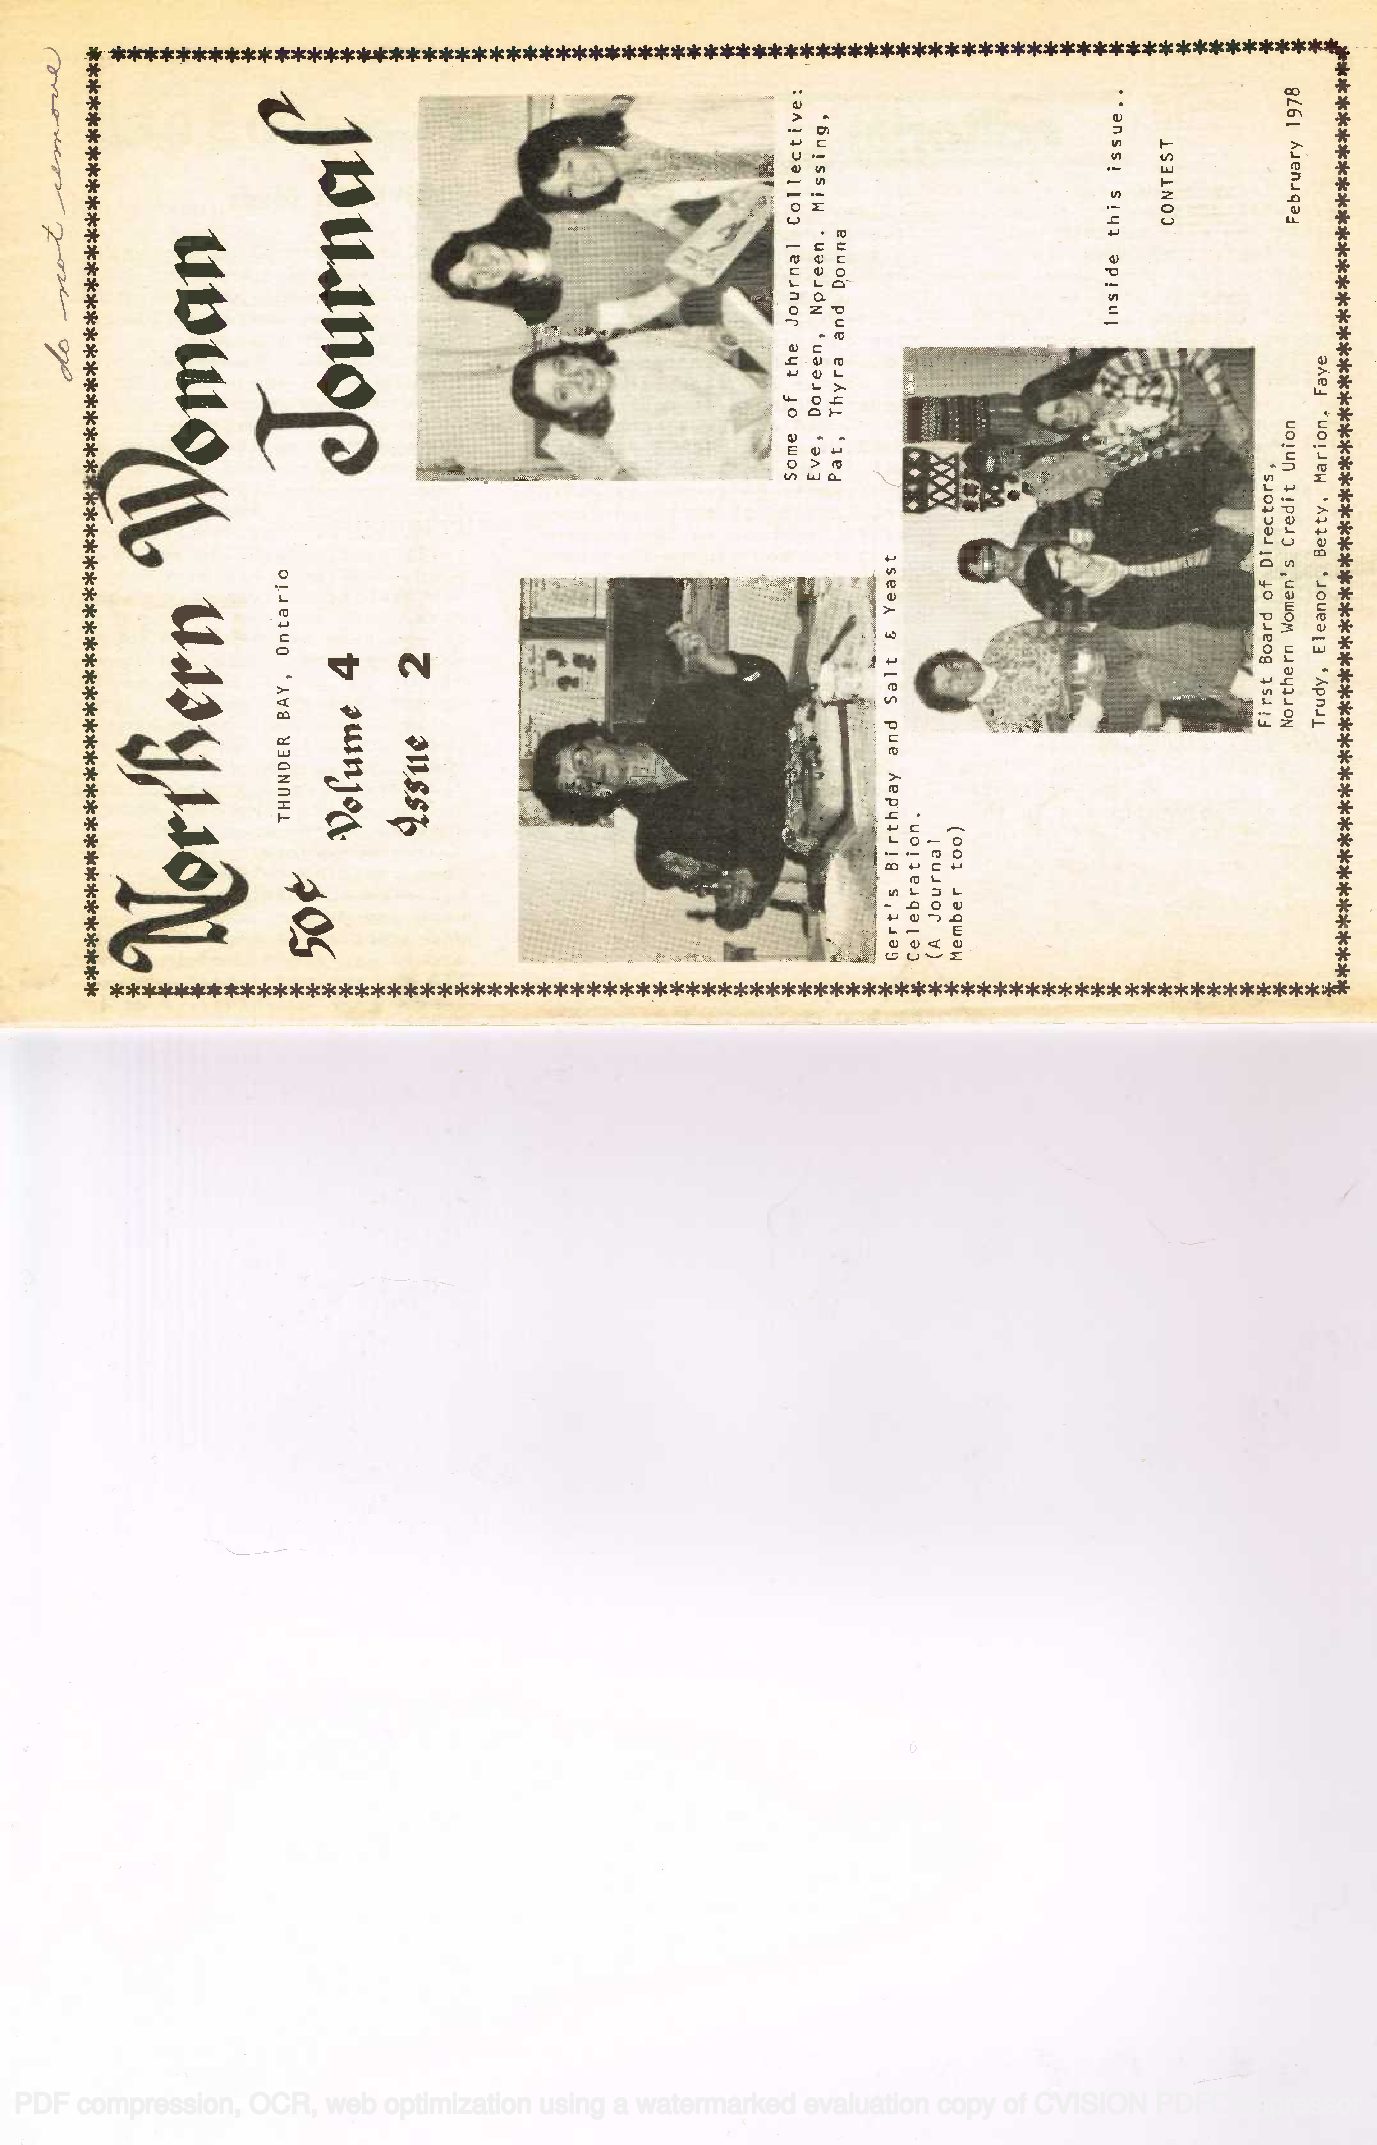 do not remove
Northern Woman
Journal
THUNDER BAY, Ontario
50¢
Volume 4
Issue 2
Some of the Journal Collective:
Eve, Doreen, Noreen. Missing,
Pat, Thyra and Donna
Gert's Birthday and Salt & Yeast
Celebration.
(A Journal
Member too)
Inside this issue..
CONTEST
First Board of Directors,
Northern Women's Credit Union
Trudy, Eleanor, Betty, Marion, Faye
February 1978
PDF compression, OCR, web optimization using a watermarked evaluation copy of CVISION PDFCompressor